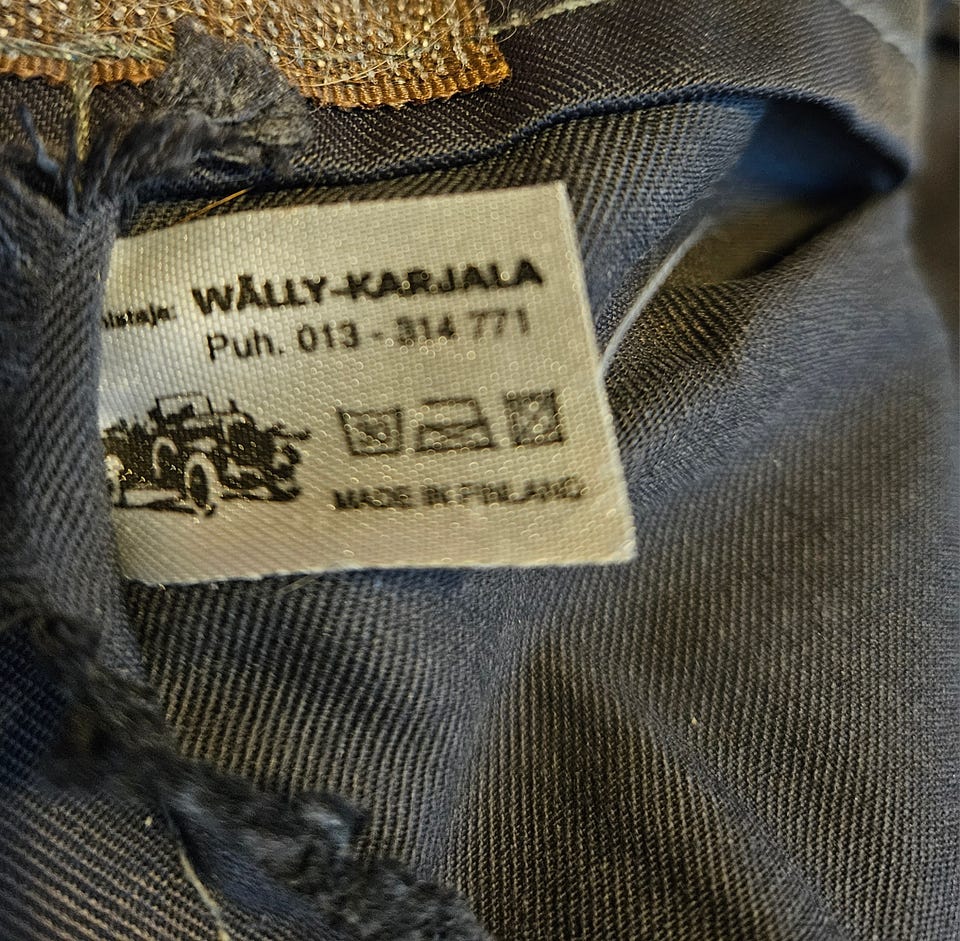 WÄLLY-KARJALA
Puh. 013 - 314 771
MADE IN FINLAND